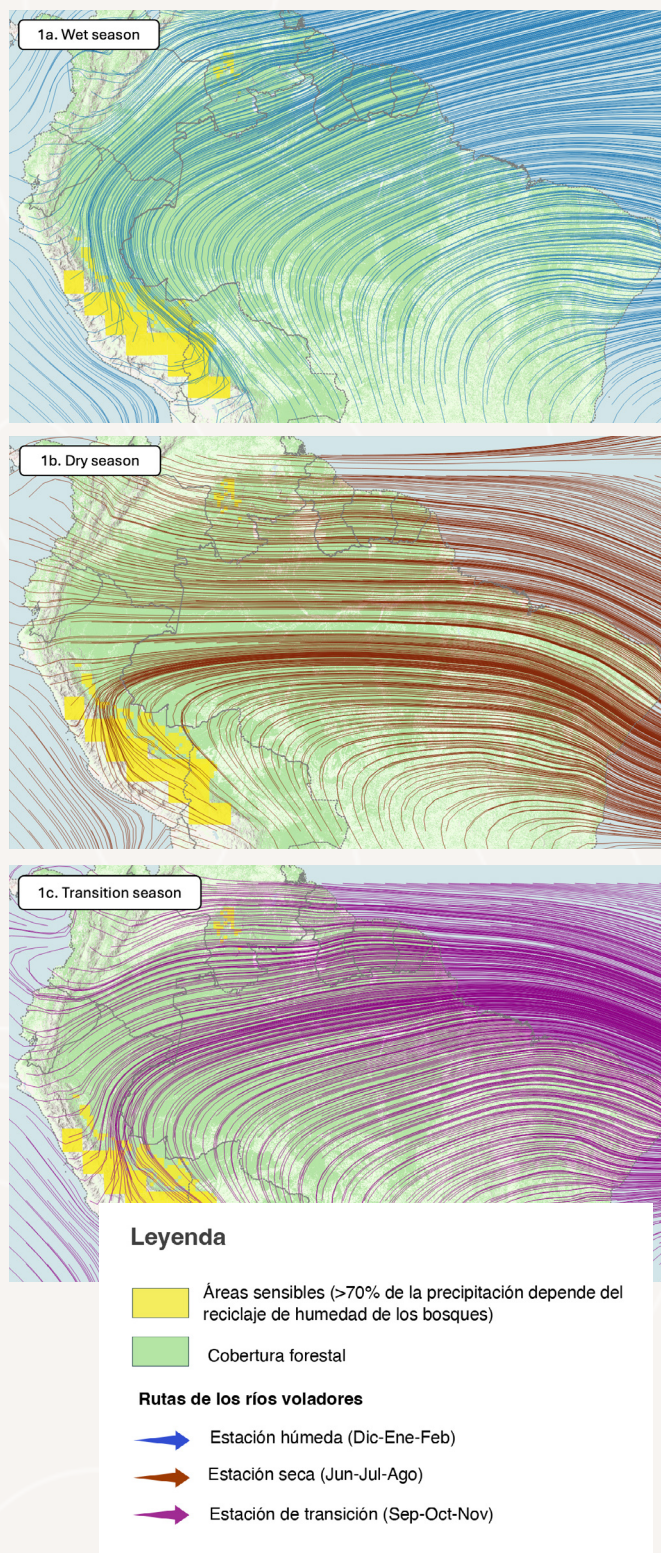 1a. Wet season
1b. Dry season
1c. Transition season
Leyenda
Áreas sensibles (>70% de la precipitación depende del
reciclaje de humedad de los bosques)
Cobertura forestal
Rutas de los ríos voladores
Estación húmeda (Dic-Ene-Feb)
Estación seca (Jun-Jul-Ago)
Estación de transición (Sep-Oct-Nov)